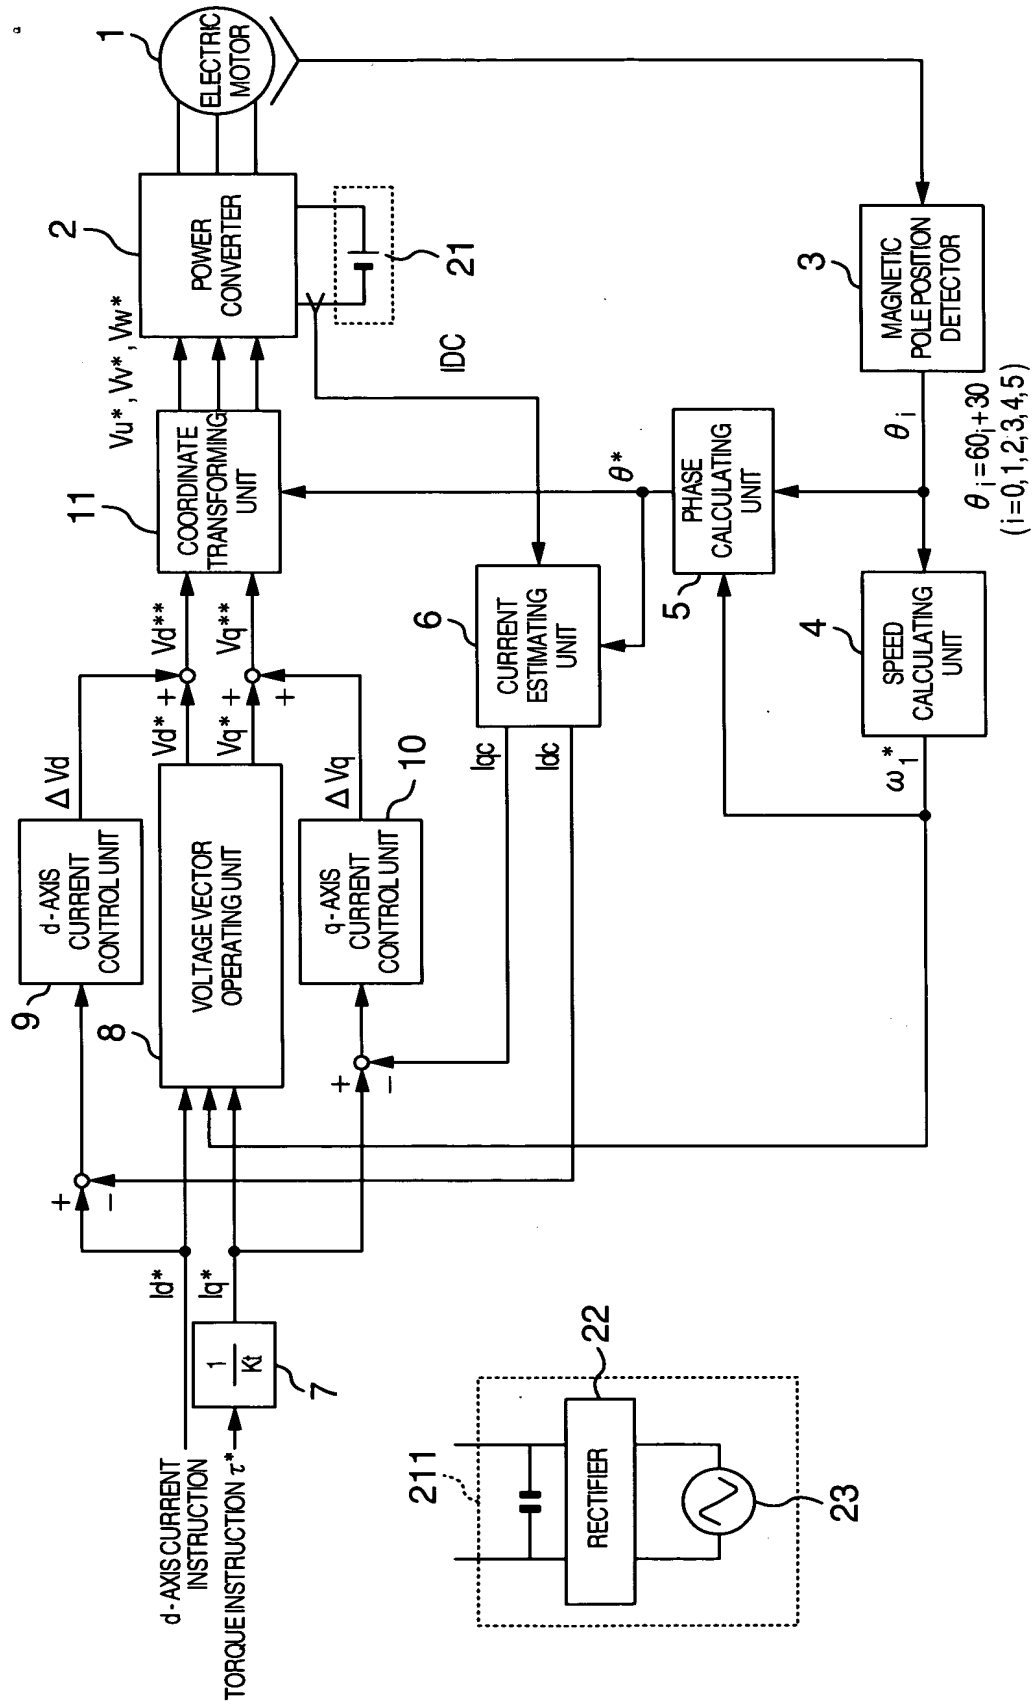 d-AXIS CURRENT
INSTRUCTION
TORQUE INSTRUCTION τ*
1
Kt
7
Id*
Iq*
+
−
9
d-AXIS
CURRENT
CONTROL UNIT
ΔVd
8
VOLTAGE VECTOR
OPERATING UNIT
Vd*
Vq*
+
+
+
Vd**
Vq**
+
−
q-AXIS
CURRENT
CONTROL UNIT
10
ΔVq
11
COORDINATE
TRANSFORMING
UNIT
Vu*, Vv*, Vw*
2
POWER
CONVERTER
1
ELECTRIC
MOTOR
21
IDC
6
CURRENT
ESTIMATING
UNIT
Iqc
Idc
θ*
5
PHASE
CALCULATING
UNIT
4
SPEED
CALCULATING
UNIT
ω1*
3
MAGNETIC
POLE POSITION
DETECTOR
θi
θi=60i+30
(i=0,1,2,3,4,5)
211
22
RECTIFIER
23